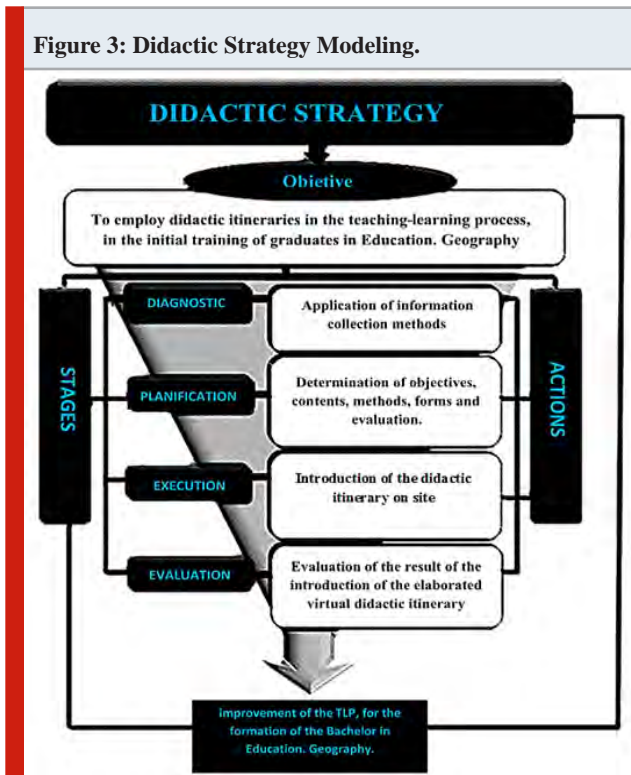 Figure 3: Didactic Strategy Modeling.
DIDACTIC STRATEGY
Obietive
To employ didactic itineraries in the teaching-learning process,
in the initial training of graduates in Education. Geography
STAGES
DIAGNOSTIC
Application of information
collection methods
PLANIFICATION
Determination of objectives,
contents, methods, forms and
evaluation.
EXECUTION
Introduction of the didactic
itinerary on site
EVALUATION
Evaluation of the result of the
introduction of the elaborated
virtual didactic itinerary
ACTIONS
improvement of the TLP, for the
formation of the Bachelor in
Education. Geography.